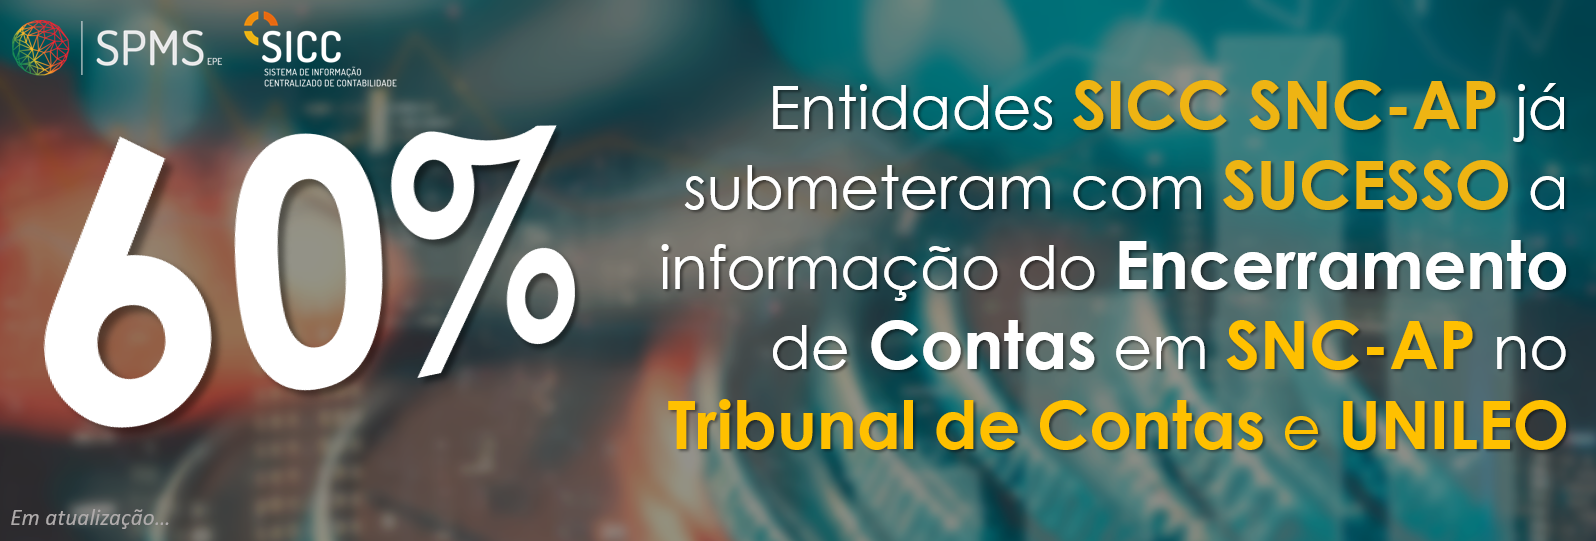 SPMS EPE
SICC
SISTEMA DE INFORMAÇÃO
CENTRALIZADO DE CONTABILIDADE
60%
Entidades SICC SNC-AP já
submeteram com SUCESSO a
informação do Encerramento
de Contas em SNC-AP no
Tribunal de Contas e UNILEO
Em atualização...